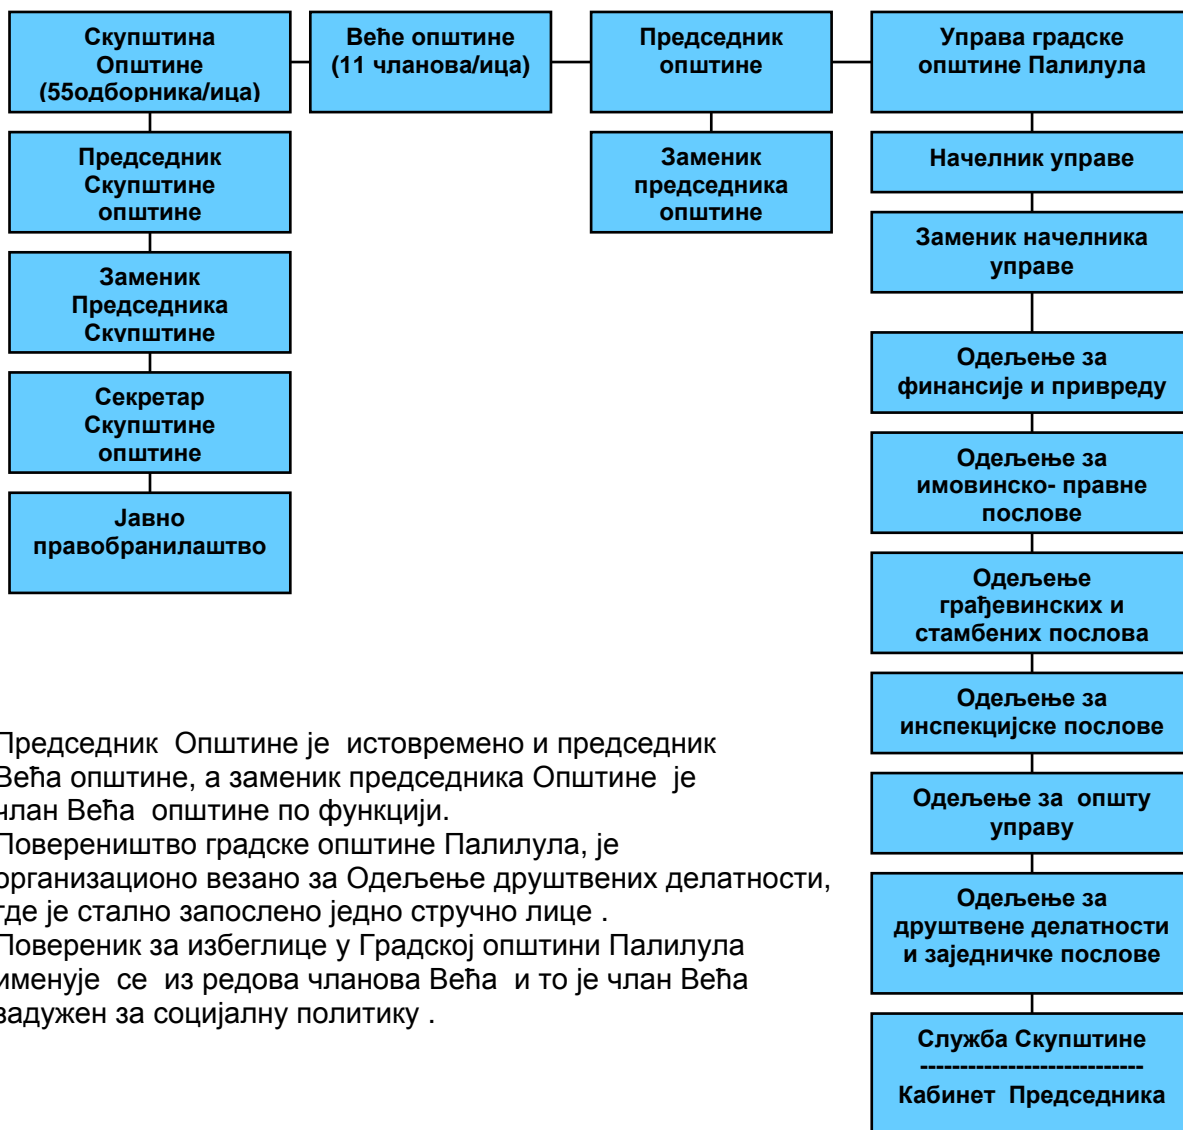 Скупштина
Општине
(55одборника/ица)
Веће општине
(11 чланова/ица)
Председник
општине
Управа градске
општине Палилула
Председник
Скупштине
општине
Заменик
председника
општине
Начелник управе
Заменик начелника
управе
Заменик
Председника
Скупштине
Одељење за
финансије и привреду
Секретар
Скупштине
општине
Одељење за
имовинско- правне
послове
Јавно
правобранилаштво
Одељење
грађевинских и
стамбених послова
Одељење за
инспекцијске послове
Председник Општине је истовремено и председник
Већа општине, а заменик председника Општине је
члан Већа општине по функцији.
Повереништво градске општине Палилула, је
организационо везано за Одељење друштвених делатности,
где је стално запослено једно стручно лице .
Повереник за избеглице у Градској општини Палилула
именује се из редова чланова Већа и то је члан Већа
задужен за социјалну политику .
Одељење за општу
управу
Одељење за
друштвене делатности
и заједничке послове
Служба Скупштине
----------------------------
Кабинет Председника